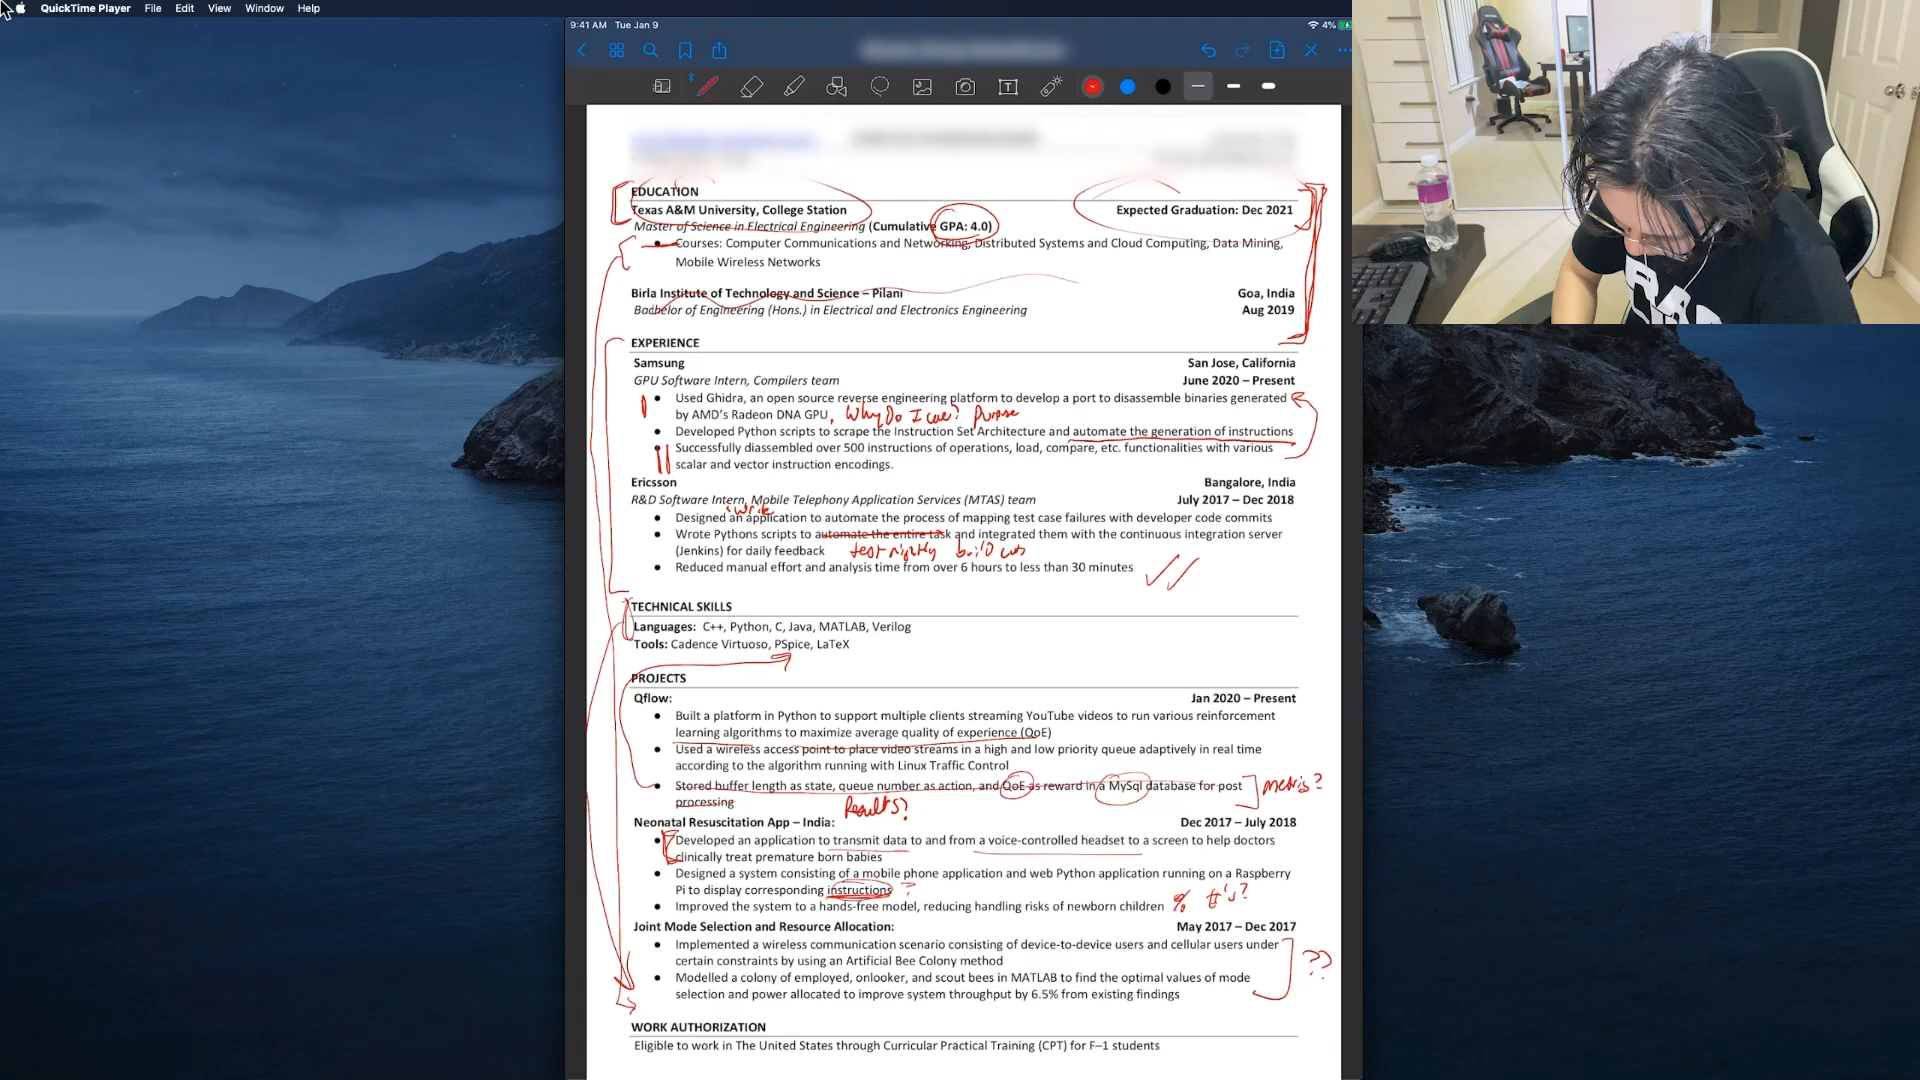 QuickTime Player File Edit View Window Help
9:41 AM Tue Jan 9
4%
EDUCATION
Texas A&M University, College Station
Expected Graduation: Dec 2021
Master of Science in Electrical Engineering (Cumulative GPA: 4.0)
• Courses: Computer Communications and Networking, Distributed Systems and Cloud Computing, Data Mining,
Mobile Wireless Networks
Birla Institute of Technology and Science – Pilani
Goa, India
Bachelor of Engineering (Hons.) in Electrical and Electronics Engineering
Aug 2019
EXPERIENCE
Samsung
San Jose, California
GPU Software Intern, Compilers team
June 2020 – Present
• Used Ghidra, an open source reverse engineering platform to develop a port to disassemble binaries generated
by AMD's Radeon DNA GPU, Why Do I care? Purpose
• Developed Python scripts to scrape the Instruction Set Architecture and automate the generation of instructions
• Successfully diassembled over 500 instructions of operations, load, compare, etc. functionalities with various
scalar and vector instruction encodings.
Ericsson
Bangalore, India
R&D Software Intern, Mobile Telephony Application Services (MTAS) team
July 2017 – Dec 2018
• Designed an application to automate the process of mapping test case failures with developer code commits
• Wrote Pythons scripts to automate the entire task and integrated them with the continuous integration server
(Jenkins) for daily feedback test nightly build
• Reduced manual effort and analysis time from over 6 hours to less than 30 minutes
TECHNICAL SKILLS
Languages: C++, Python, C, Java, MATLAB, Verilog
Tools: Cadence Virtuoso, PSpice, LaTeX
PROJECTS
Qflow:
Jan 2020 – Present
• Built a platform in Python to support multiple clients streaming YouTube videos to run various reinforcement
learning algorithms to maximize average quality of experience (QoE)
• Used a wireless access point to place video streams in a high and low priority queue adaptively in real time
according to the algorithm running with Linux Traffic Control
• Stored buffer length as state, queue number as action, and QoE as reward in a MySql database for post
processing
Metrics?
Results?
Neonatal Resuscitation App – India:
Dec 2017 – July 2018
• Developed an application to transmit data to and from a voice-controlled headset to a screen to help doctors
clinically treat premature born babies
• Designed a system consisting of a mobile phone application and web Python application running on a Raspberry
Pi to display corresponding instructions ?
• Improved the system to a hands-free model, reducing handling risks of newborn children % #'s?
Joint Mode Selection and Resource Allocation:
May 2017 – Dec 2017
• Implemented a wireless communication scenario consisting of device-to-device users and cellular users under
certain constraints by using an Artificial Bee Colony method
• Modelled a colony of employed, onlooker, and scout bees in MATLAB to find the optimal values of mode
selection and power allocated to improve system throughput by 6.5% from existing findings
??
WORK AUTHORIZATION
Eligible to work in The United States through Curricular Practical Training (CPT) for F–1 students